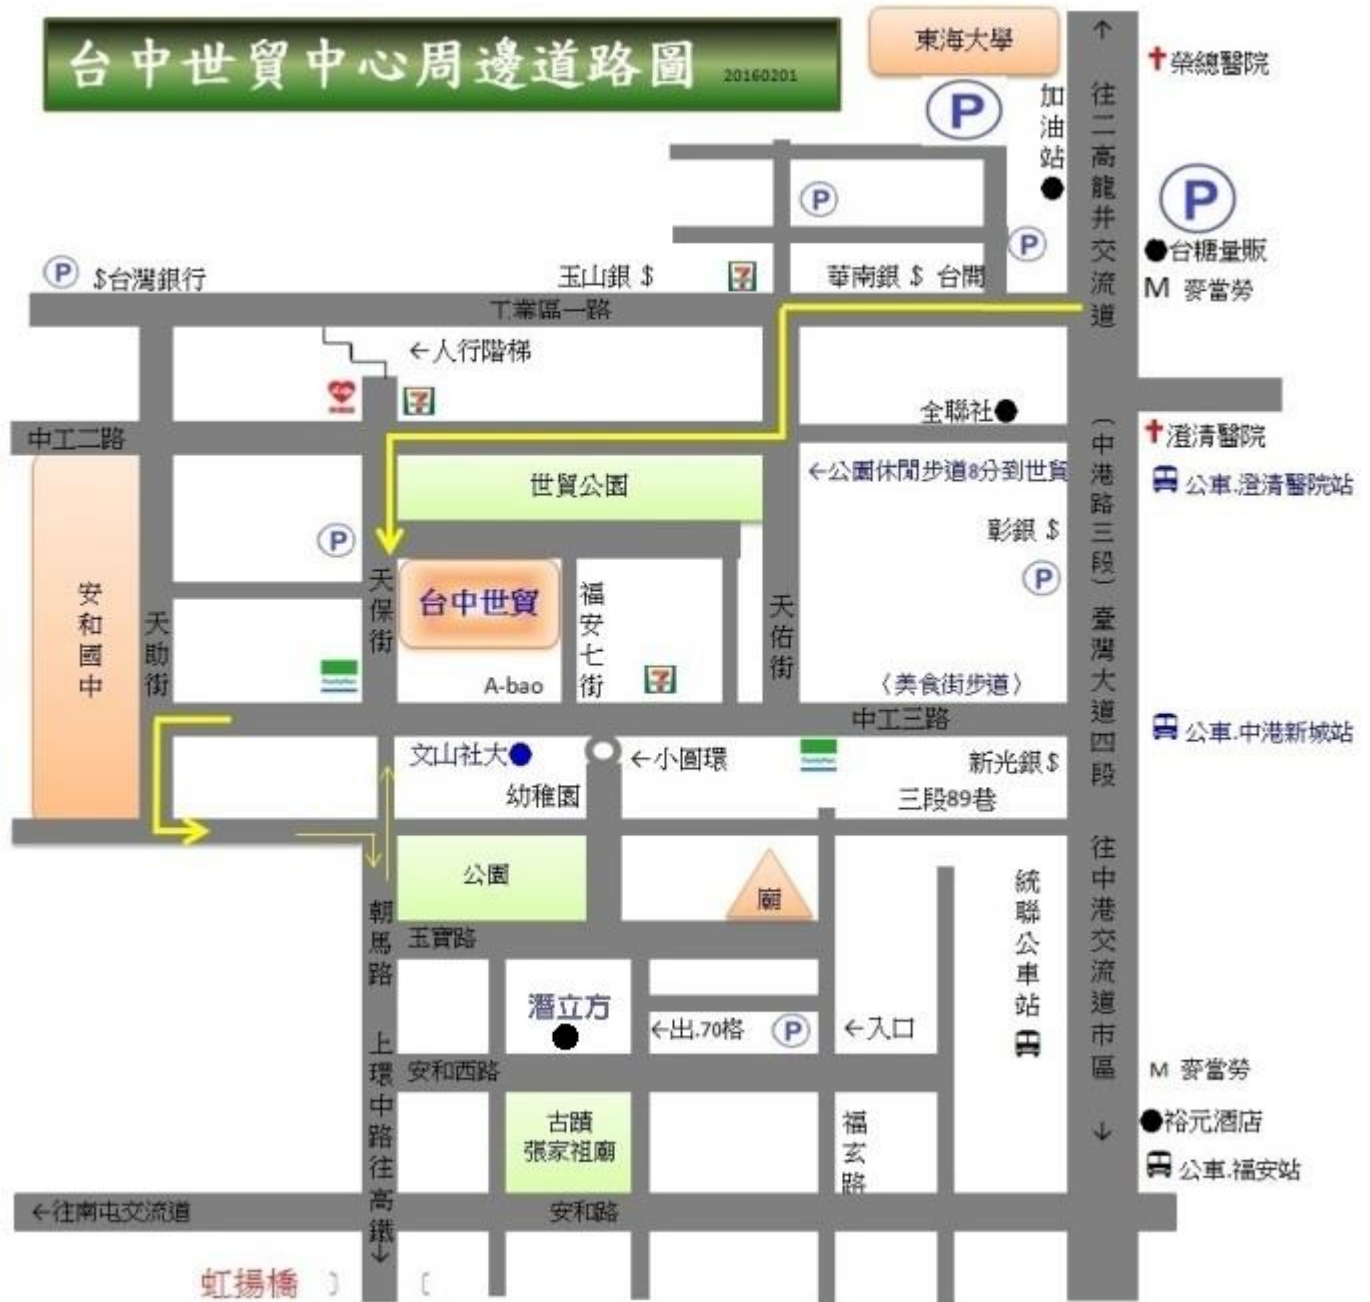 台中世貿中心周邊道路圖 20160201
東海大學
P
加油站
↑往二高龍井交流道
榮總醫院
P
P
P
台糖量販
M 麥當勞
P $台灣銀行
玉山銀 $
7
華南銀 $ 台開
工業區一路
←人行階梯
7
全聯社
中工二路
世貿公園
←公園休閒步道8分到世貿
(中港路三段)臺灣大道四段
澄清醫院
公車.澄清醫院站
彰銀 $
P
P
安和國中
天助街
天保街
台中世貿
福安七街
天佑街
A-bao
FamilyMart
7
〈美食街步道〉
中工三路
公車.中港新城站
文山社大
←小圓環
FamilyMart
新光銀$
幼稚園
三段89巷
公園
廟
往中港交流道市區↓
統聯公車站
朝馬路
玉寶路
潛立方
←出.70格 P
←入口
上環中路往高鐵↓
安和西路
M 麥當勞
古蹟
張家祖廟
福玄路
裕元酒店
公車.福安站
←往南屯交流道
安和路
虹揚橋